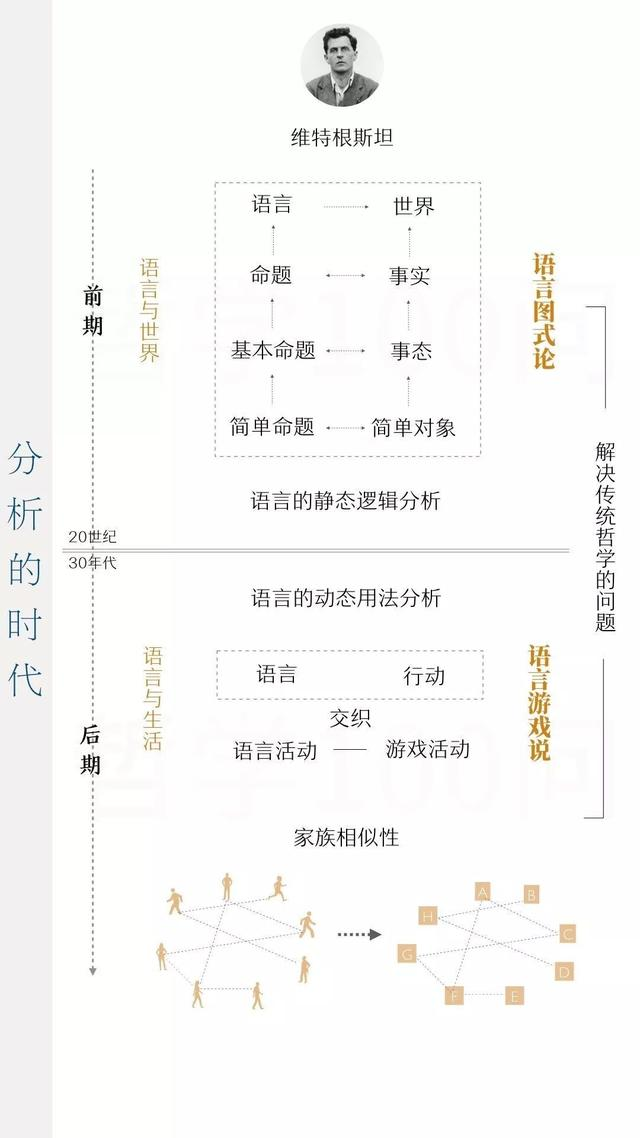 维特根斯坦
分析的时代
前期
语言与世界
语言 世界
命题 事实
基本命题 事态
简单命题 简单对象
语言图式论
语言的静态逻辑分析
解决传统哲学的问题
20世纪
30年代
语言的动态用法分析
后期
语言与生活
语言 行动
交织
语言活动 游戏活动
语言游戏说
家族相似性
A
B
H
C
G
D
F
E
哲学100问
哲学100问